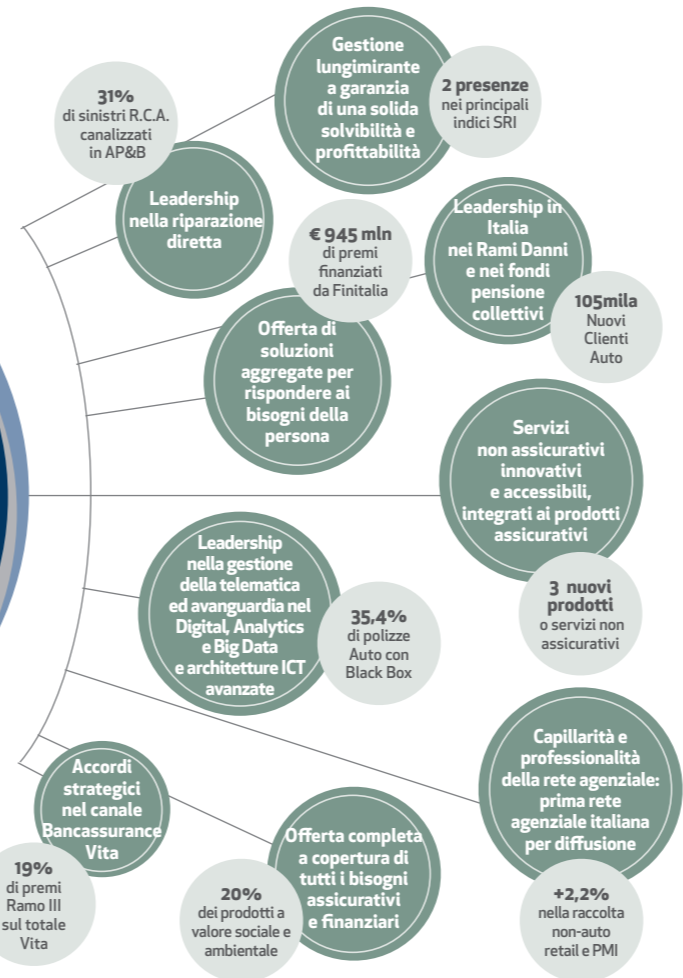 Gestione
lungimirante
a garanzia
di una solida
solvibilità e
profittabilità
2 presenze
nei principali
indici SRI
31%
di sinistri R.C.A.
canalizzati
in AP&B
Leadership
nella riparazione
diretta
Leadership in
Italia
nei Rami Danni
e nei fondi
pensione
collettivi
105mila
Nuovi
Clienti
Auto
€ 945 mln
di premi
finanziati
da Finitalia
Offerta di
soluzioni
aggregate per
rispondere ai
bisogni della
persona
Servizi
non assicurativi
innovativi
e accessibili,
integrati ai prodotti
assicurativi
3 nuovi
prodotti
o servizi non
assicurativi
Leadership
nella gestione
della telematica
ed avanguardia nel
Digital, Analytics
e Big Data
e architetture ICT
avanzate
35,4%
di polizze
Auto con
Black Box
Capillarità e
professionalità
della rete agenziale:
prima rete
agenziale italiana
per diffusione
+2,2%
nella raccolta
non-auto
retail e PMI
Accordi
strategici
nel canale
Bancassurance
Vita
19%
di premi
Ramo III
sul totale
Vita
Offerta completa
a copertura di
tutti i bisogni
assicurativi
e finanziari
20%
dei prodotti a
valore sociale e
ambientale